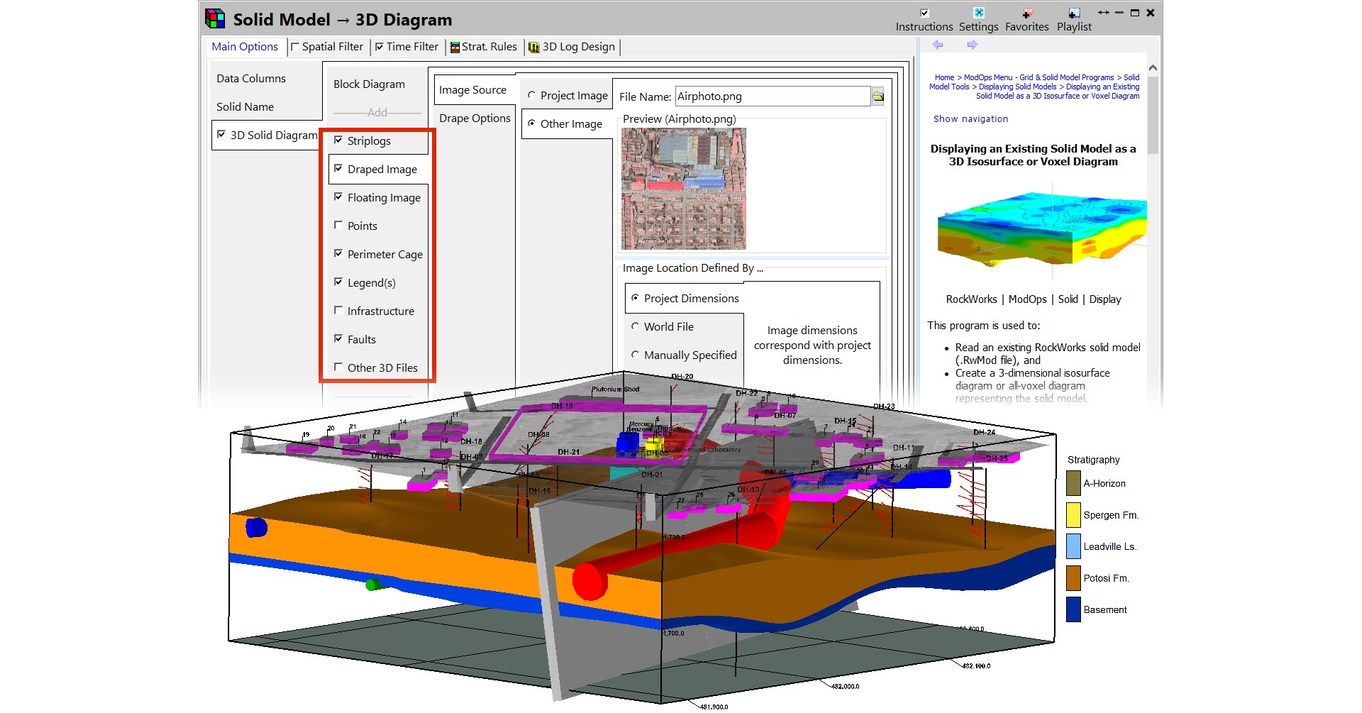 Solid Model → 3D Diagram
Instructions
Settings
Favorites
Playlist
Main Options
Spatial Filter
Time Filter
Strat. Rules
3D Log Design
Data Columns
Solid Name
3D Solid Diagram
Block Diagram
Add
Striplogs
Draped Image
Floating Image
Points
Perimeter Cage
Legend(s)
Infrastructure
Faults
Other 3D Files
Image Source
Drape Options
Project Image
Other Image
File Name: Airphoto.png
Preview (Airphoto.png)
Image Location Defined By ...
Project Dimensions
World File
Manually Specified
Image dimensions
correspond with project
dimensions.
Home > ModOps Menu - Grid & Solid Model Programs > Solid
Model Tools > Displaying Solid Models > Displaying an Existing
Solid Model as a 3D Isosurface or Voxel Diagram
Show navigation
Displaying an Existing Solid Model as a
3D Isosurface or Voxel Diagram
RockWorks | ModOps | Solid | Display
This program is used to:
• Read an existing RockWorks solid model
(.RwMod file), and
• Create a 3-dimensional isosurface
diagram or all-voxel diagram
representing the solid model.
DH-20
Plutonium Shed
DH-22
DH-19
DH-07
DH-23
DH-15
11
14
20
21
22
19
DH-18
DH-08
Mercury
DH-24
DH-11
DH-21
DH-25
DH-01
DH-14
DH-13
DH-16
27
1,700.0
482,100.0
482,000.0
481,900.0
Stratigraphy
A-Horizon
Spergen Fm.
Leadville Ls.
Potosi Fm.
Basement